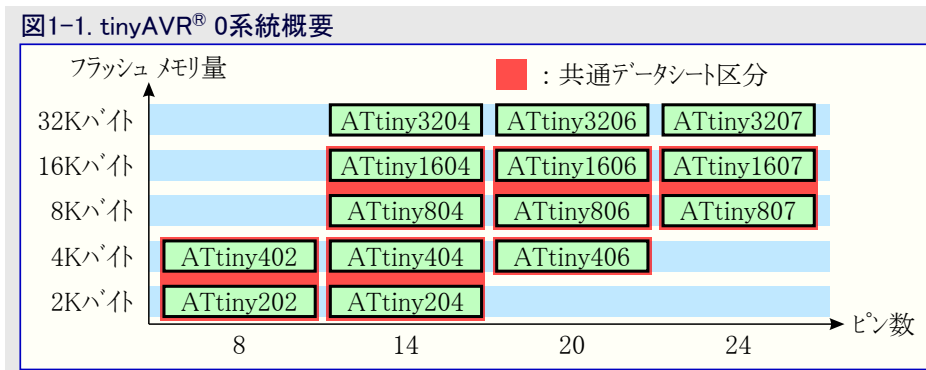 図1-1. tinyAVR® 0系統概要
フラッシュ メモリ量
: 共通データシート区分
32Kバイト ATtiny3204 ATtiny3206 ATtiny3207
16Kバイト ATtiny1604 ATtiny1606 ATtiny1607
8Kバイト ATtiny804 ATtiny806 ATtiny807
4Kバイト ATtiny402 ATtiny404 ATtiny406
2Kバイト ATtiny202 ATtiny204
ピン数
8 14 20 24